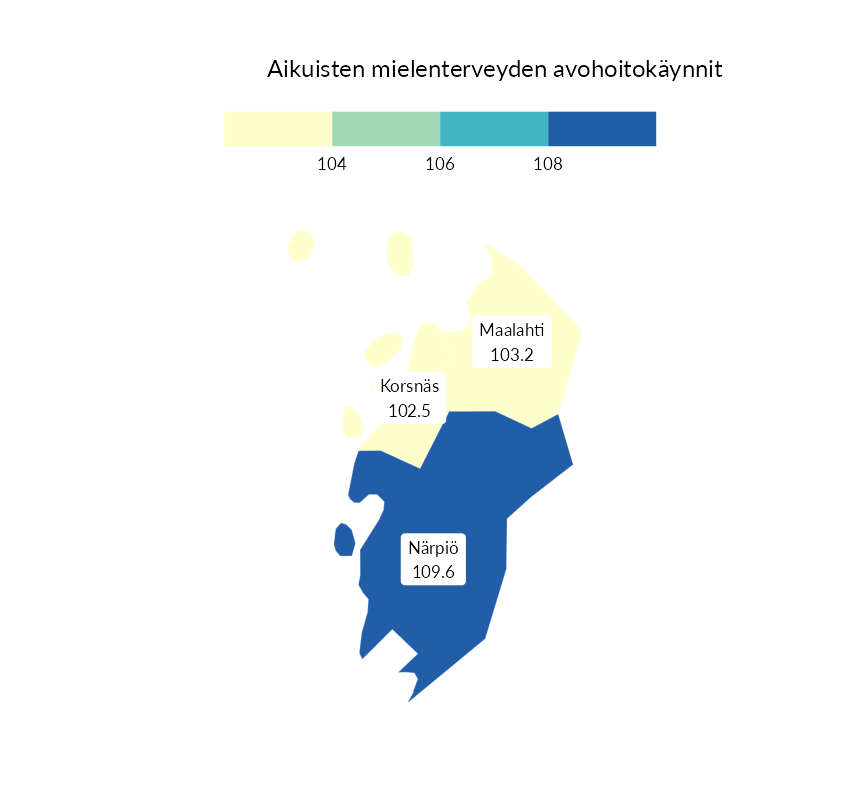 Aikuisten mielenterveyden avohoitokäynnit
104 106 108
Maalahti
103.2
Korsnäs
102.5
Närpiö
109.6